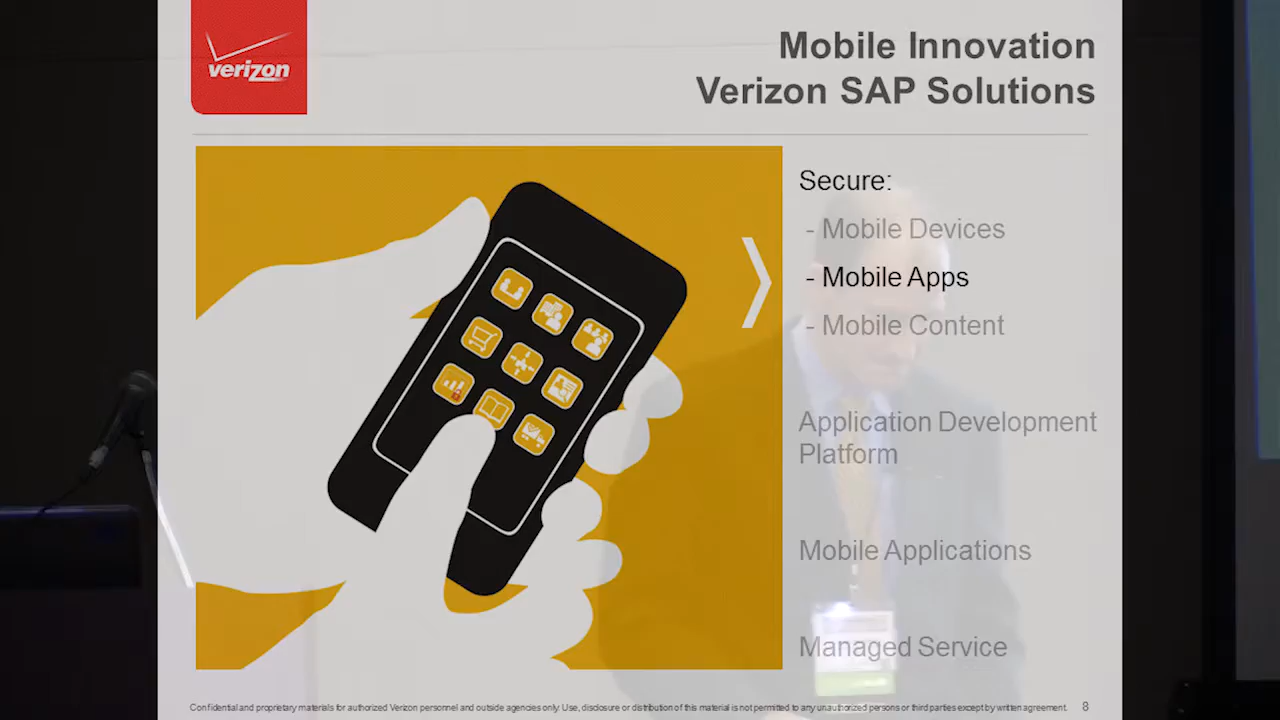 verizon
Mobile Innovation
Verizon SAP Solutions
Secure:
- Mobile Devices
- Mobile Apps
- Mobile Content
Application Development
Platform
Mobile Applications
Managed Service
Confidential and proprietary materials for authorized Verizon personnel and outside agencies only. Use, disclosure or distribution of this material is not permitted to any unauthorized persons or third parties except by written agreement.
8